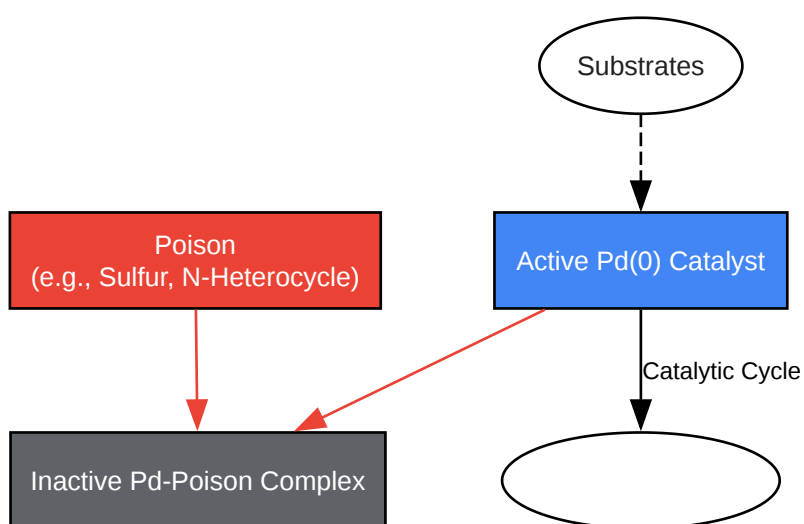 Substrates
Poison
(e.g., Sulfur, N-Heterocycle)
Active Pd(0) Catalyst
Catalytic Cycle
Inactive Pd-Poison Complex